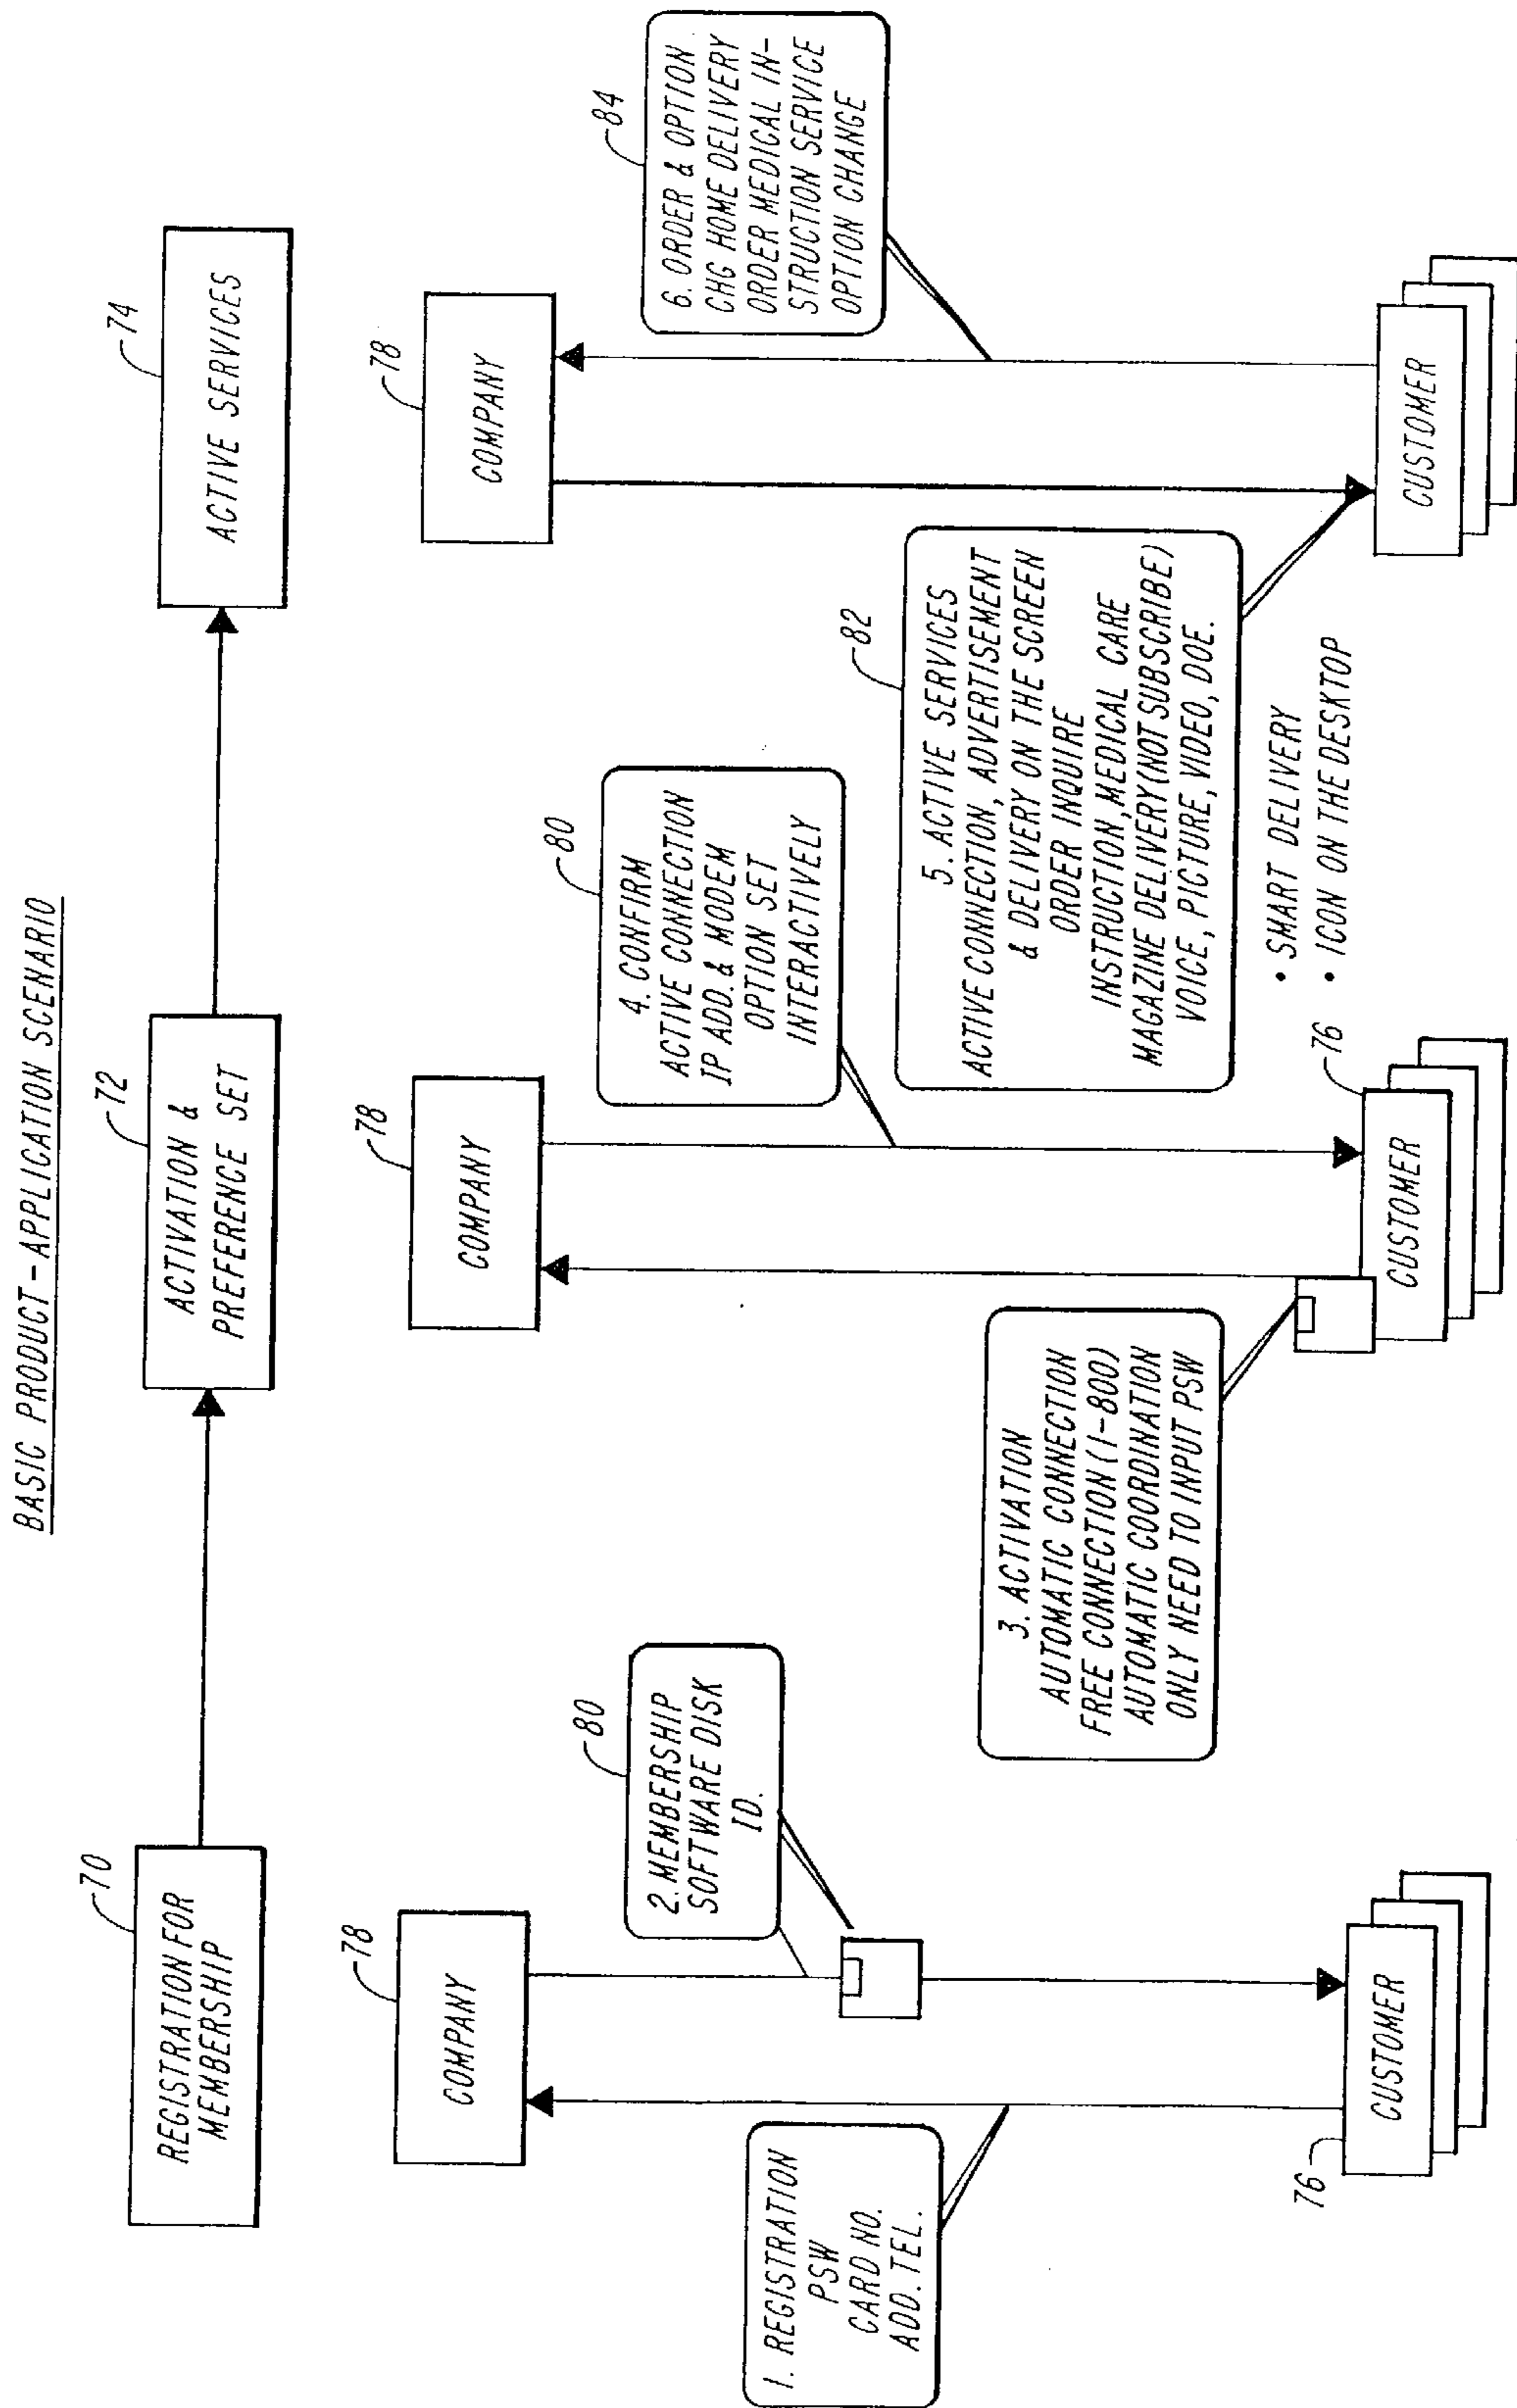 BASIC PRODUCT-APPLICATION SCENARIO
70
REGISTRATION FOR
MEMBERSHIP
72
ACTIVATION &
PREFERENCE SET
74
ACTIVE SERVICES
78
COMPANY
78
COMPANY
78
COMPANY
1. REGISTRATION
PSW
CARD NO.
ADD. TEL.
80
2. MEMBERSHIP
SOFTWARE DISK
ID.
3. ACTIVATION
AUTOMATIC CONNECTION
FREE CONNECTION (1-800)
AUTOMATIC COORDINATION
ONLY NEED TO INPUT PSW
80
4. CONFIRM
ACTIVE CONNECTION
IP ADD. & MODEM
OPTION SET
INTERACTIVELY
82
5. ACTIVE SERVICES
ACTIVE CONNECTION, ADVERTISEMENT
& DELIVERY ON THE SCREEN
ORDER INQUIRE
INSTRUCTION, MEDICAL CARE
MAGAZINE DELIVERY (NOT SUBSCRIBE)
VOICE, PICTURE, VIDEO, DOE.
84
6. ORDER & OPTION
CHG HOME DELIVERY
ORDER MEDICAL IN-
STRUCTION SERVICE
OPTION CHANGE
• SMART DELIVERY
• ICON ON THE DESKTOP
76
CUSTOMER
76
CUSTOMER
CUSTOMER